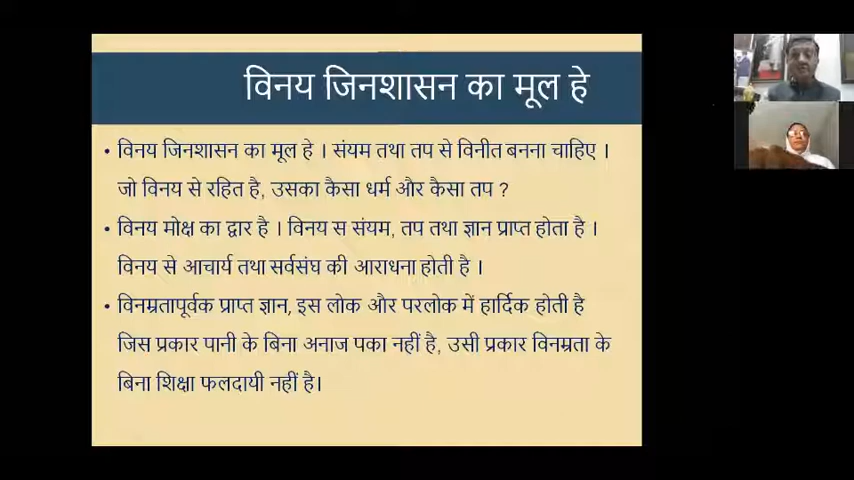 विनय जिनशासन का मूल हे
• विनय जिनशासन का मूल हे । संयम तथा तप से विनीत बनना चाहिए ।
जो विनय से रहित है, उसका कैसा धर्म और कैसा तप ?
• विनय मोक्ष का द्वार है । विनय स संयम, तप तथा ज्ञान प्राप्त होता है ।
विनय से आचार्य तथा सर्वसंघ की आराधना होती है ।
• विनम्रतापूर्वक प्राप्त ज्ञान, इस लोक और परलोक में हार्दिक होती है
जिस प्रकार पानी के बिना अनाज पका नहीं है, उसी प्रकार विनम्रता के
बिना शिक्षा फलदायी नहीं है।